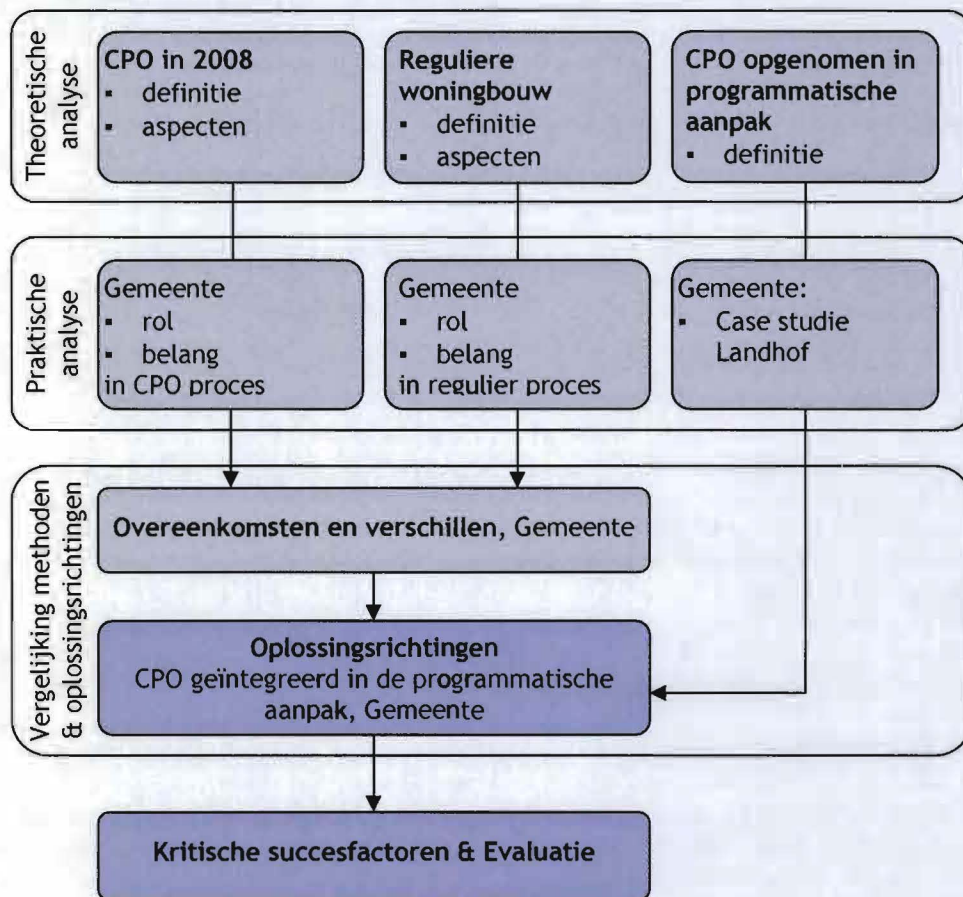 Theoretische
analyse
CPO in 2008
▪ definitie
▪ aspecten
Reguliere
woningbouw
▪ definitie
▪ aspecten
CPO opgenomen in
programmatische
aanpak
▪ definitie
Praktische
analyse
Gemeente
▪ rol
▪ belang
in CPO proces
Gemeente
▪ rol
▪ belang
in regulier proces
Gemeente:
▪ Case studie
Landhof
Vergelijking methoden
& oplossingsrichtingen
Overeenkomsten en verschillen, Gemeente
Oplossingsrichtingen
CPO geïntegreerd in de programmatische
aanpak, Gemeente
Kritische succesfactoren & Evaluatie